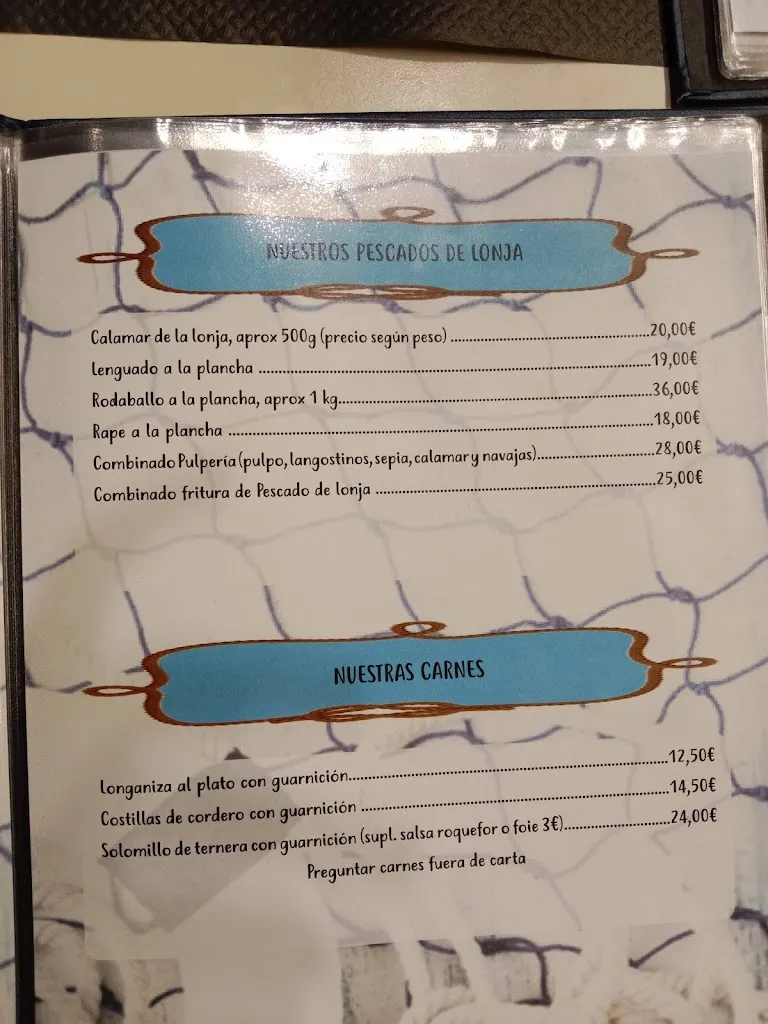 NUESTROS PESCADOS DE LONJA
Calamar de la lonja, aprox 500g (precio según peso) ........ 20,00€
Lenguado a la plancha ........ 19,00€
Rodaballo a la plancha, aprox 1 kg........ 36,00€
Rape a la plancha ........ 18,00€
Combinado Pulpería (pulpo, langostinos, sepia, calamar y navajas)........ 28,00€
Combinado fritura de Pescado de lonja ........ 25,00€
NUESTRAS CARNES
Longaniza al plato con guarnición........ 12,50€
Costillas de cordero con guarnición ........ 14,50€
Solomillo de ternera con guarnición (supl. salsa roquefor o foie 3€)........ 24,00€
Preguntar carnes fuera de carta